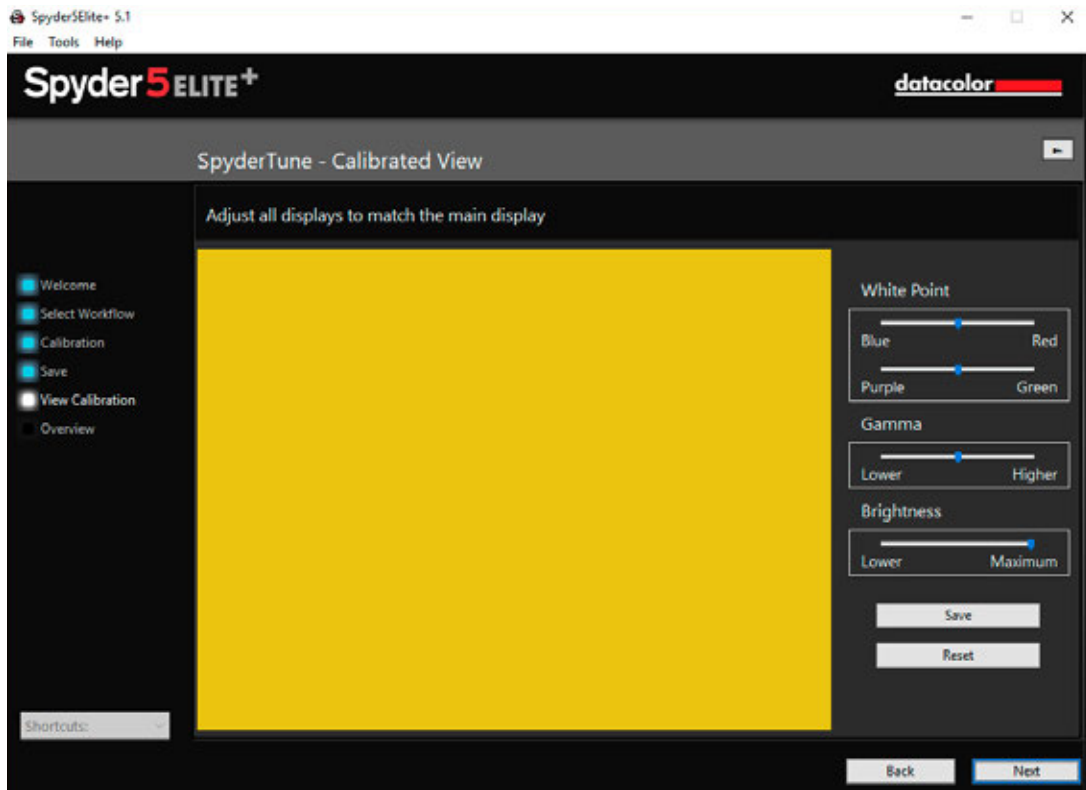 Spyder5Elite+ 5.1
File Tools Help
Spyder5ELITE+
datacolor
SpyderTune - Calibrated View
Adjust all displays to match the main display
Welcome
Select Workflow
Calibration
Save
View Calibration
Overview
White Point
Blue Red
Purple Green
Gamma
Lower Higher
Brightness
Lower Maximum
Save
Reset
Shortcuts:
Back Next